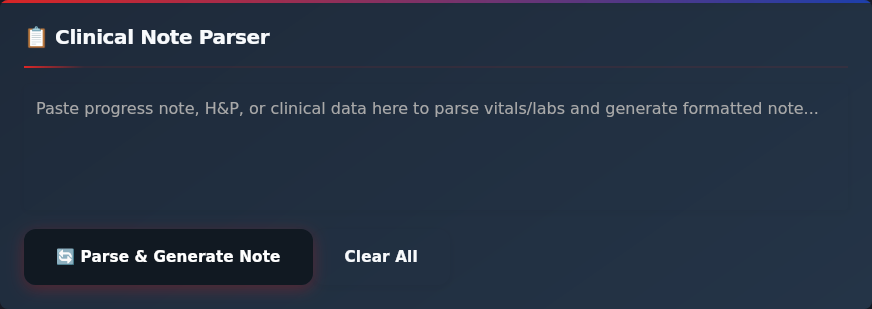 📋 Clinical Note Parser
Paste progress note, H&P, or clinical data here to parse vitals/labs and generate formatted note...
🔄 Parse & Generate Note
Clear All